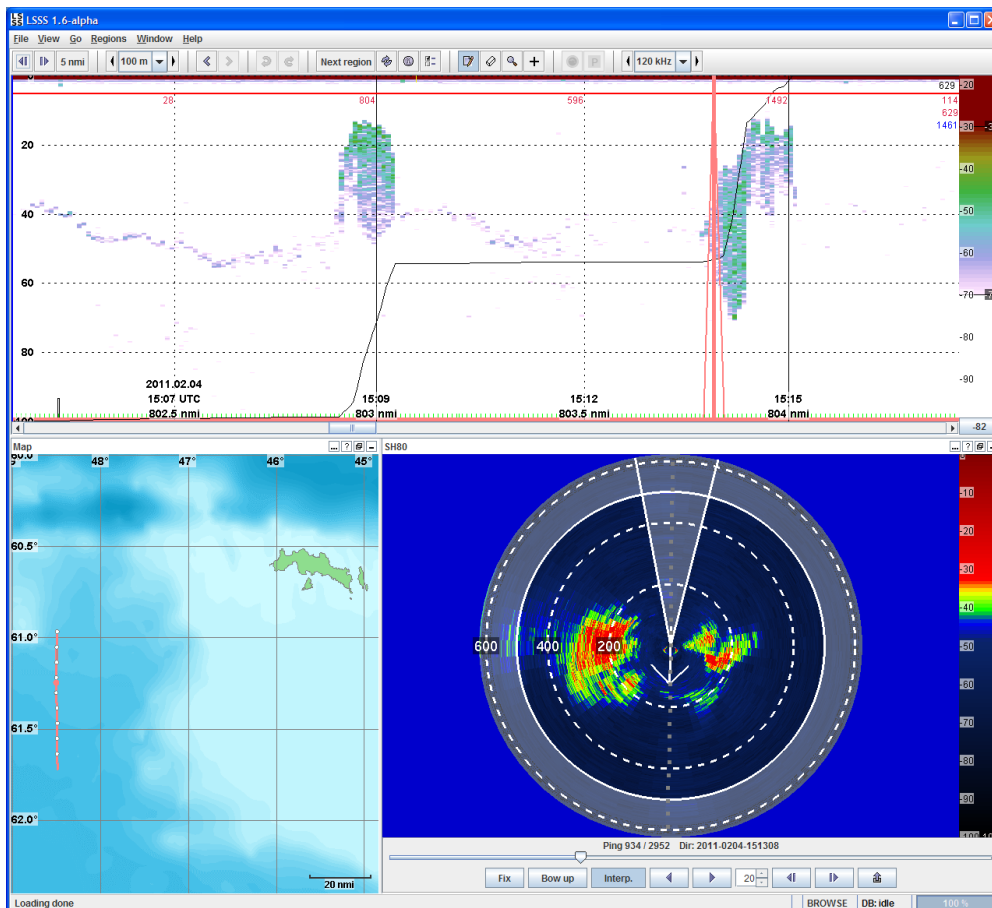 LSSS 1.6-alpha
File View Go Regions Window Help
5 nmi 100 m Next region P 120 kHz
629
28 804 596 1492 114
629
1461
20
40
60
80
100
-20
-30
-40
-50
-60
-70
-80
-90
2011.02.04
15:07 UTC 15:09 15:12 15:15
802.5 nmi 803 nmi 803.5 nmi 804 nmi
-82
Map ... ?
48° 47° 46° 45°
60.5°
61.0°
61.5°
62.0°
20 nmi
SH80 ... ?
600 400 200
-10
-20
-30
-40
-50
-60
-70
-80
-90
Ping 934 / 2952 Dir: 2011-0204-151308
Fix Bow up Interp. 20
Loading done BROWSE DB: idle 100 %